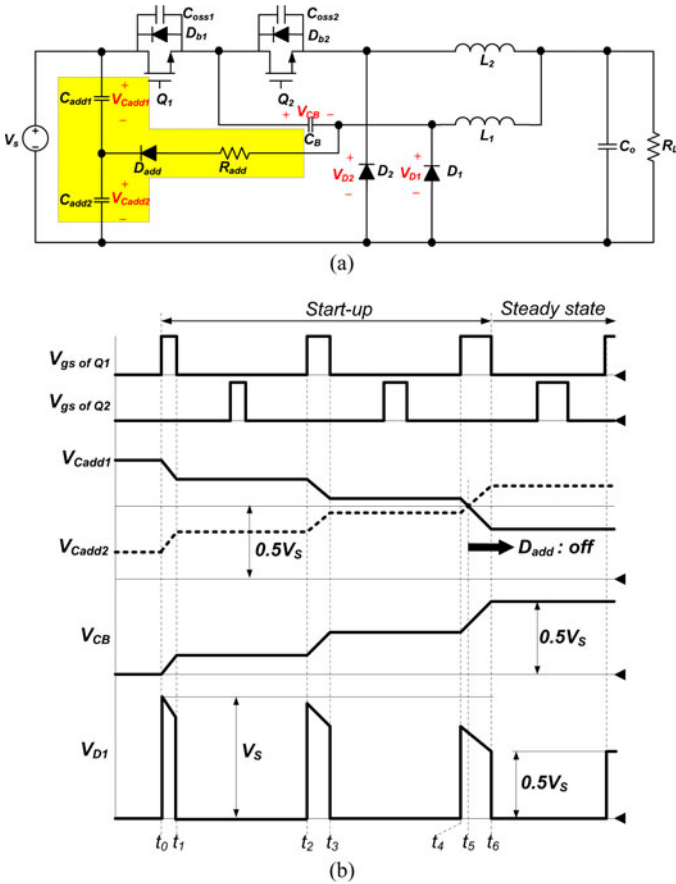 Coss1
Coss2
Db1
Db2
Q1
Q2
L2
Cadd1
+
VCadd1
−
+ VCB −
CB
L1
Vs
+
−
Dadd
Radd
Cadd2
+
VCadd2
−
+
VD2
−
D2
+
VD1
−
D1
Co
RL
(a)
Start-up
Steady state
Vgs of Q1
Vgs of Q2
VCadd1
VCadd2
0.5VS
Dadd : off
VCB
0.5VS
VD1
VS
0.5VS
t0 t1 t2 t3 t4 t5 t6
(b)